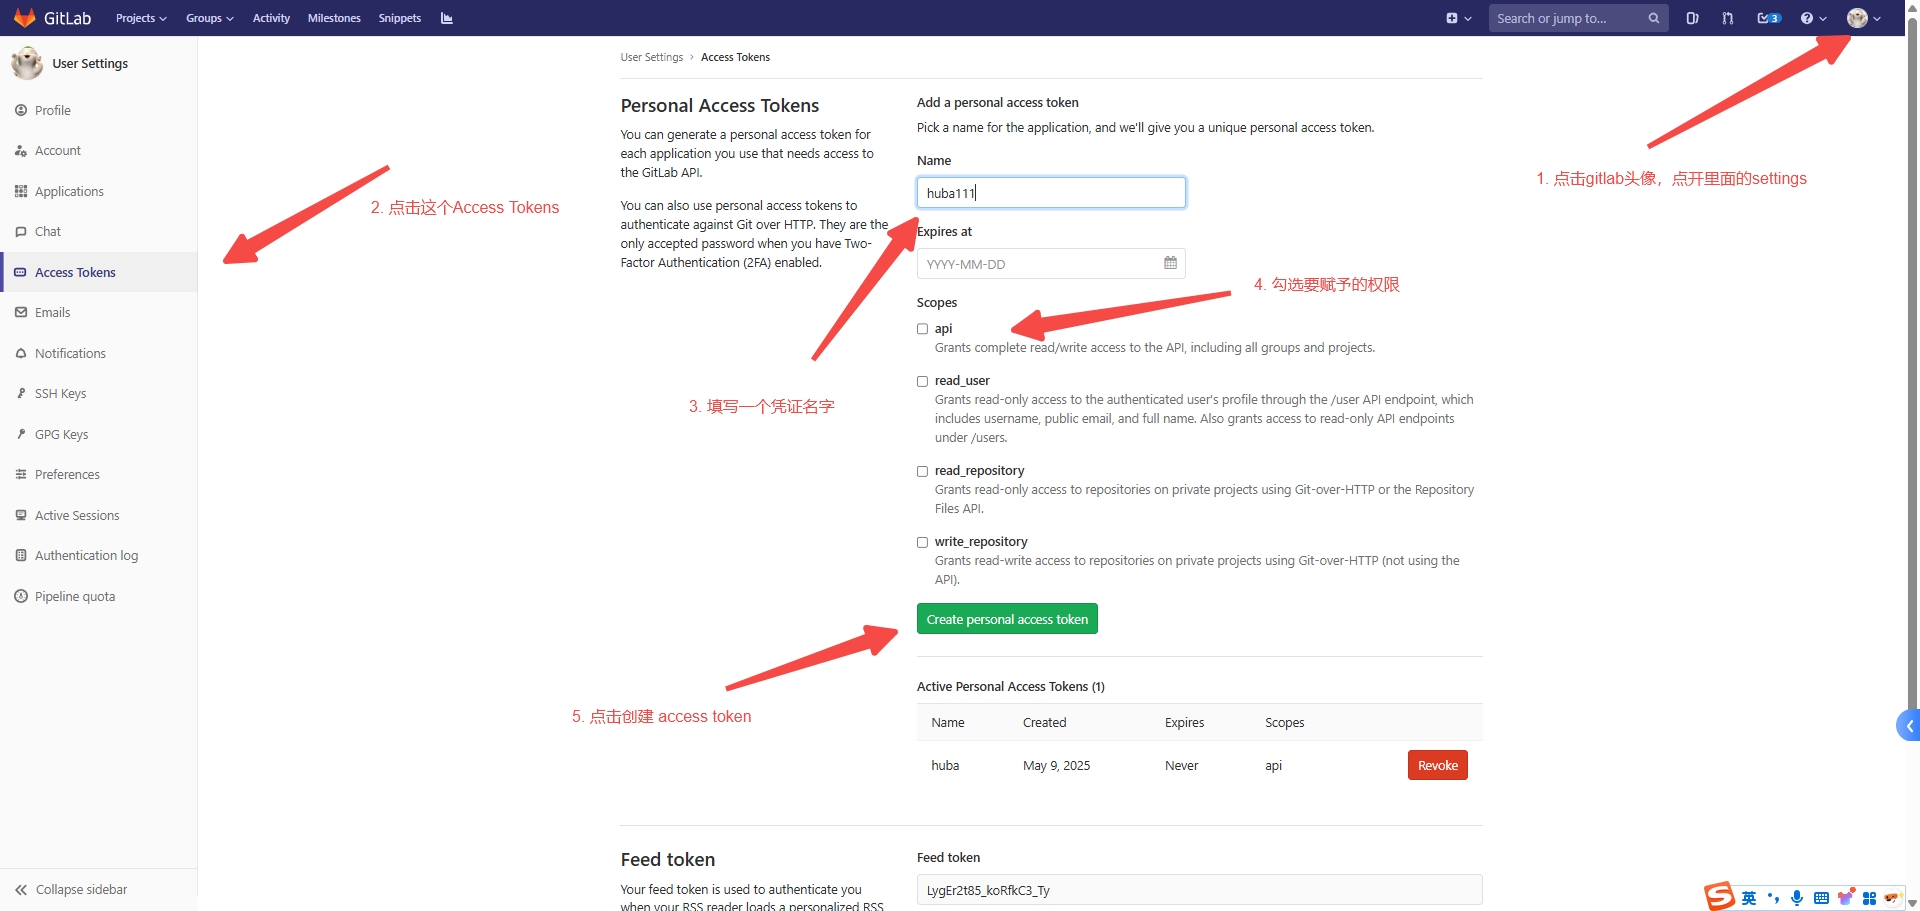 GitLab Projects Groups Activity Milestones Snippets Search or jump to... 3
User Settings
Profile
Account
Applications
Chat
Access Tokens
Emails
Notifications
SSH Keys
GPG Keys
Preferences
Active Sessions
Authentication log
Pipeline quota
Collapse sidebar
User Settings › Access Tokens
Personal Access Tokens
You can generate a personal access token for
each application you use that needs access to
the GitLab API.
You can also use personal access tokens to
authenticate against Git over HTTP. They are the
only accepted password when you have Two-
Factor Authentication (2FA) enabled.
Add a personal access token
Pick a name for the application, and we'll give you a unique personal access token.
Name
huba111
Expires at
YYYY-MM-DD
Scopes
api
Grants complete read/write access to the API, including all groups and projects.
read_user
Grants read-only access to the authenticated user's profile through the /user API endpoint, which
includes username, public email, and full name. Also grants access to read-only API endpoints
under /users.
read_repository
Grants read-only access to repositories on private projects using Git-over-HTTP or the Repository
Files API.
write_repository
Grants read-write access to repositories on private projects using Git-over-HTTP (not using the
API).
Create personal access token
Active Personal Access Tokens (1)
Name Created Expires Scopes
huba May 9, 2025 Never api Revoke
Feed token
Your feed token is used to authenticate you
when your RSS reader loads a personalized RSS
Feed token
LygEr2t85_koRfkC3_Ty
1. 点击gitlab头像，点开里面的settings
2. 点击这个Access Tokens
3. 填写一个凭证名字
4. 勾选要赋予的权限
5. 点击创建 access token
英